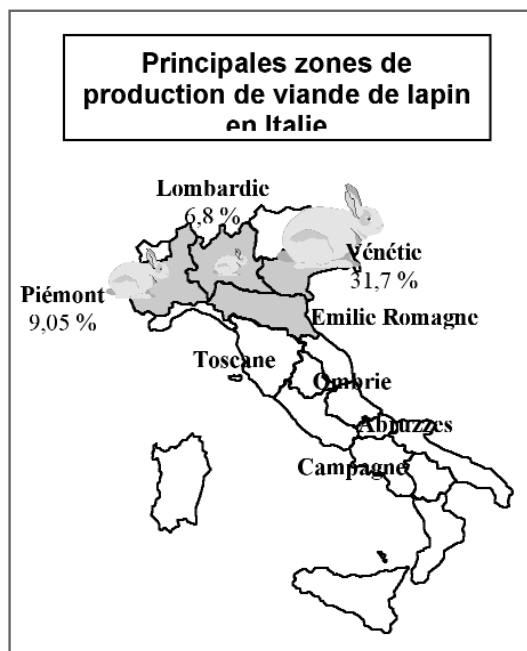 Principales zones de
production de viande de lapin
en Italie
Lombardie
6,8 %
Vénétie
31,7 %
Piémont
9,05 %
Emilie Romagne
Toscane
Ombrie
Abruzzes
Campagne